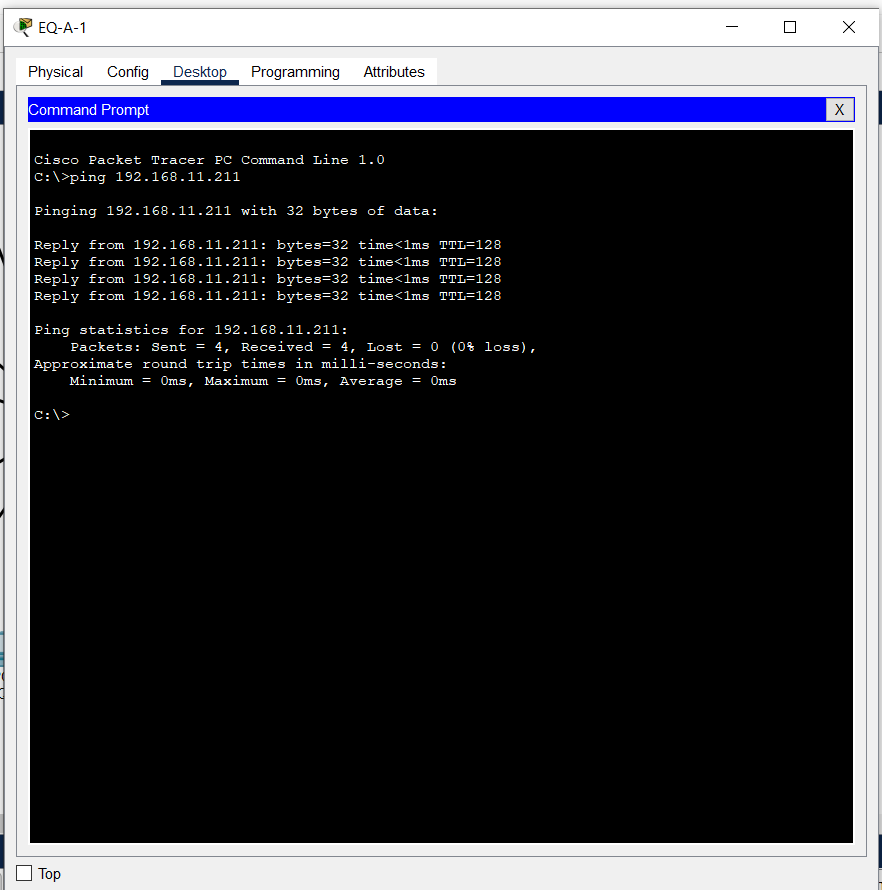 EQ-A-1
Physical Config Desktop Programming Attributes
Command Prompt X
Cisco Packet Tracer PC Command Line 1.0
C:\>ping 192.168.11.211
Pinging 192.168.11.211 with 32 bytes of data:
Reply from 192.168.11.211: bytes=32 time<1ms TTL=128
Reply from 192.168.11.211: bytes=32 time<1ms TTL=128
Reply from 192.168.11.211: bytes=32 time<1ms TTL=128
Reply from 192.168.11.211: bytes=32 time<1ms TTL=128
Ping statistics for 192.168.11.211:
Packets: Sent = 4, Received = 4, Lost = 0 (0% loss),
Approximate round trip times in milli-seconds:
Minimum = 0ms, Maximum = 0ms, Average = 0ms
C:\>
Top